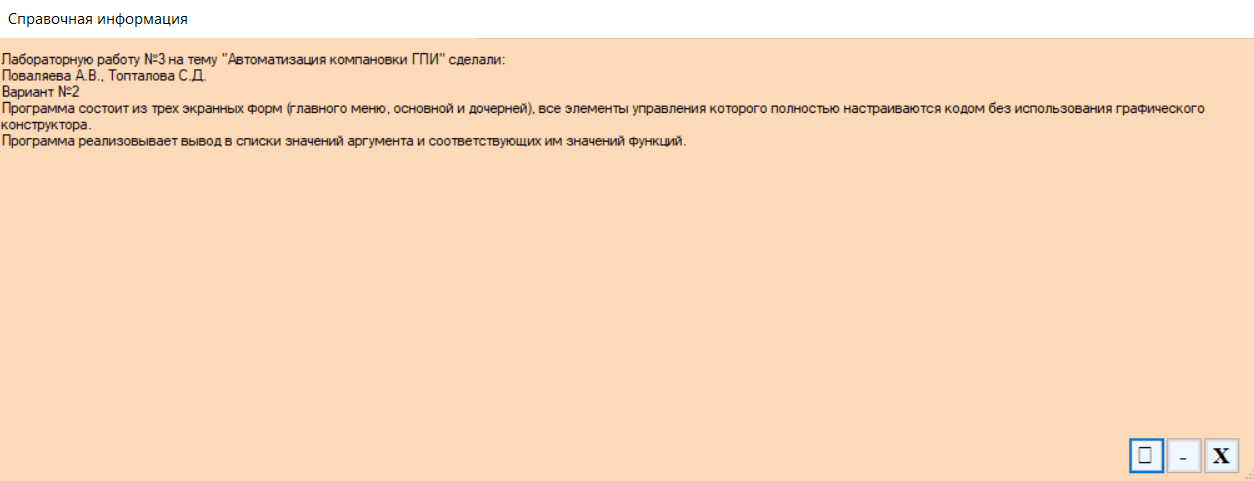 Справочная информация
Лабораторную работу №3 на тему "Автоматизация компановки ГПИ" сделали:
Поваляева А.В., Топталова С.Д.
Вариант №2
Программа состоит из трех экранных форм (главного меню, основной и дочерней), все элементы управления которого полностью настраиваются кодом без использования графического
конструктора.
Программа реализовывает вывод в списки значений аргумента и соответствующих им значений функций.
- X